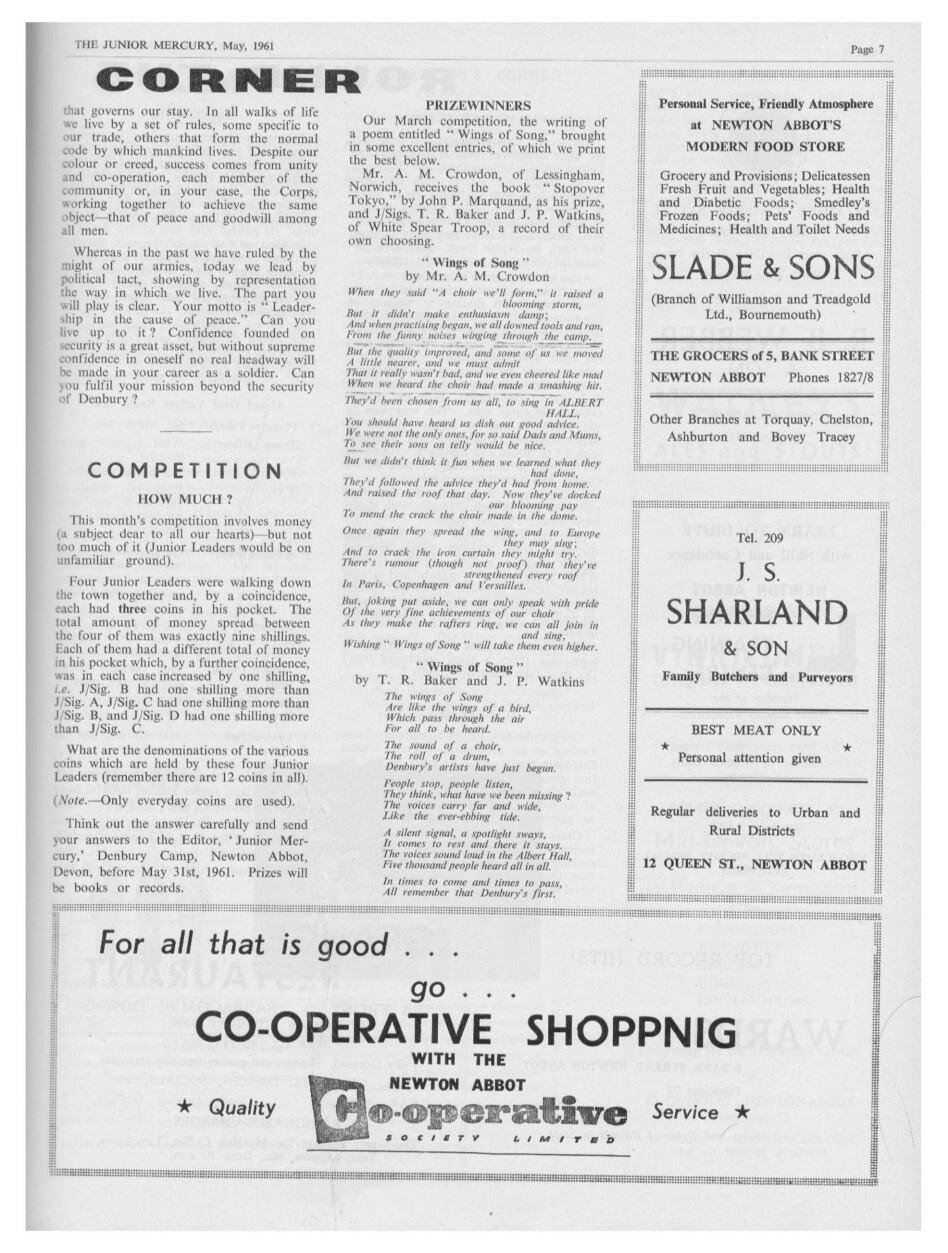 THE JUNIOR MERCURY, May, 1961
Page 7
CORNER
that governs our stay. In all walks of life
we live by a set of rules, some specific to
our trade, others that form the normal
code by which mankind lives. Despite our
colour or creed, success comes from unity
and co-operation, each member of the
community or, in your case, the Corps,
working together to achieve the same
object—that of peace and goodwill among
all men.
Whereas in the past we have ruled by the
might of our armies, today we lead by
political tact, showing by representation
the way in which we live. The part you
will play is clear. Your motto is “ Leader-
ship in the cause of peace.” Can you
live up to it ? Confidence founded on
security is a great asset, but without supreme
confidence in oneself no real headway will
be made in your career as a soldier. Can
you fulfil your mission beyond the security
of Denbury ?
COMPETITION
HOW MUCH ?
This month's competition involves money
(a subject dear to all our hearts)—but not
too much of it (Junior Leaders would be on
unfamiliar ground).
Four Junior Leaders were walking down
the town together and, by a coincidence,
each had three coins in his pocket. The
total amount of money spread between
the four of them was exactly nine shillings.
Each of them had a different total of money
in his pocket which, by a further coincidence,
was in each case increased by one shilling,
i.e. J/Sig. B had one shilling more than
J/Sig. A, J/Sig. C had one shilling more than
J/Sig. B, and J/Sig. D had one shilling more
than J/Sig. C.
What are the denominations of the various
coins which are held by these four Junior
Leaders (remember there are 12 coins in all).
(Note.—Only everyday coins are used).
Think out the answer carefully and send
your answers to the Editor, ‘ Junior Mer-
cury,’ Denbury Camp, Newton Abbot,
Devon, before May 31st, 1961. Prizes will
be books or records.
PRIZEWINNERS
Our March competition, the writing of
a poem entitled “ Wings of Song,” brought
in some excellent entries, of which we print
the best below.
Mr. A. M. Crowdon, of Lessingham,
Norwich, receives the book “ Stopover
Tokyo,” by John P. Marquand, as his prize,
and J/Sigs. T. R. Baker and J. P. Watkins,
of White Spear Troop, a record of their
own choosing.
“ Wings of Song ”
by Mr. A. M. Crowdon
When they said “A choir we'll form,” it raised a
blooming storm,
But it didn't make enthusiasm damp;
And when practising began, we all downed tools and ran,
From the funny noises winging through the camp.
But the quality improved, and some of us we moved
A little nearer, and we must admit
That it really wasn't bad, and we even cheered like mad
When we heard the choir had made a smashing hit.
They'd been chosen from us all, to sing in ALBERT
HALL,
You should have heard us dish out good advice.
We were not the only ones, for so said Dads and Mums,
To see their sons on telly would be nice.
But we didn't think it fun when we learned what they
had done,
They'd followed the advice they'd had from home.
And raised the roof that day. Now they've docked
our blooming pay
To mend the crack the choir made in the dome.
Once again they spread the wing, and to Europe
they may sing;
And to crack the iron curtain they might try.
There's rumour (though not proof) that they've
strengthened every roof
In Paris, Copenhagen and Versailles.
But, joking put aside, we can only speak with pride
Of the very fine achievements of our choir
As they make the rafters ring, we can all join in
and sing,
Wishing “ Wings of Song ” will take them even higher.
“ Wings of Song ”
by T. R. Baker and J. P. Watkins
The wings of Song
Are like the wings of a bird,
Which pass through the air
For all to be heard.
The sound of a choir,
The roll of a drum,
Denbury's artists have just begun.
People stop, people listen,
They think, what have we been missing ?
The voices carry far and wide,
Like the ever-ebbing tide.
A silent signal, a spotlight sways,
It comes to rest and there it stays.
The voices sound loud in the Albert Hall,
Five thousand people heard all in all.
In times to come and times to pass,
All remember that Denbury's first.
Personal Service, Friendly Atmosphere
at NEWTON ABBOT'S
MODERN FOOD STORE
Grocery and Provisions; Delicatessen
Fresh Fruit and Vegetables; Health
and Diabetic Foods; Smedley's
Frozen Foods; Pets' Foods and
Medicines; Health and Toilet Needs
SLADE & SONS
(Branch of Williamson and Treadgold
Ltd., Bournemouth)
THE GROCERS of 5, BANK STREET
NEWTON ABBOT Phones 1827/8
Other Branches at Torquay, Chelston,
Ashburton and Bovey Tracey
Tel. 209
J. S.
SHARLAND
& SON
Family Butchers and Purveyors
BEST MEAT ONLY
★ ★
Personal attention given
Regular deliveries to Urban and
Rural Districts
12 QUEEN ST., NEWTON ABBOT
For all that is good . . .
go . . .
CO-OPERATIVE SHOPPNIG
WITH THE
NEWTON ABBOT
★ Quality Co-operative Service ★
SOCIETY LIMITED